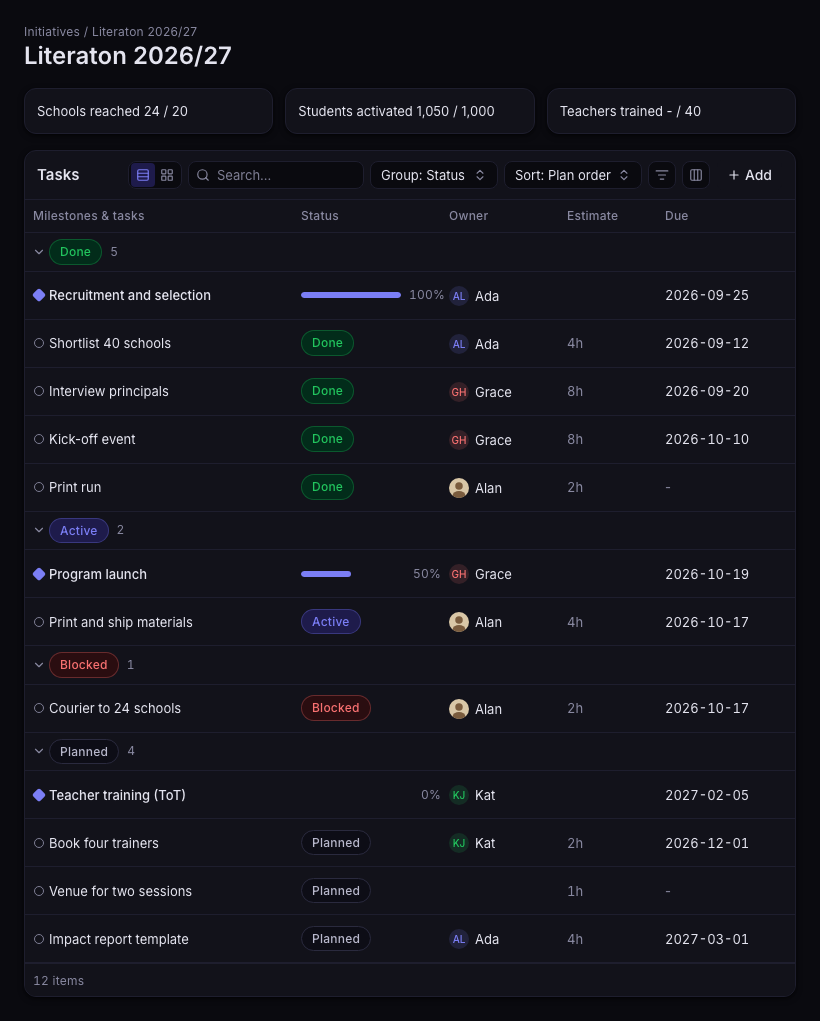 Initiatives / Literaton 2026/27
Literaton 2026/27
Schools reached 24 / 20
Students activated 1,050 / 1,000
Teachers trained - / 40
Tasks
Search...
Group: Status
Sort: Plan order
+ Add
Milestones & tasks Status Owner Estimate Due
Done 5
Recruitment and selection 100% AL Ada 2026-09-25
Shortlist 40 schools Done AL Ada 4h 2026-09-12
Interview principals Done GH Grace 8h 2026-09-20
Kick-off event Done GH Grace 8h 2026-10-10
Print run Done Alan 2h -
Active 2
Program launch 50% GH Grace 2026-10-19
Print and ship materials Active Alan 4h 2026-10-17
Blocked 1
Courier to 24 schools Blocked Alan 2h 2026-10-17
Planned 4
Teacher training (ToT) 0% KJ Kat 2027-02-05
Book four trainers Planned KJ Kat 2h 2026-12-01
Venue for two sessions Planned 1h -
Impact report template Planned AL Ada 4h 2027-03-01
12 items